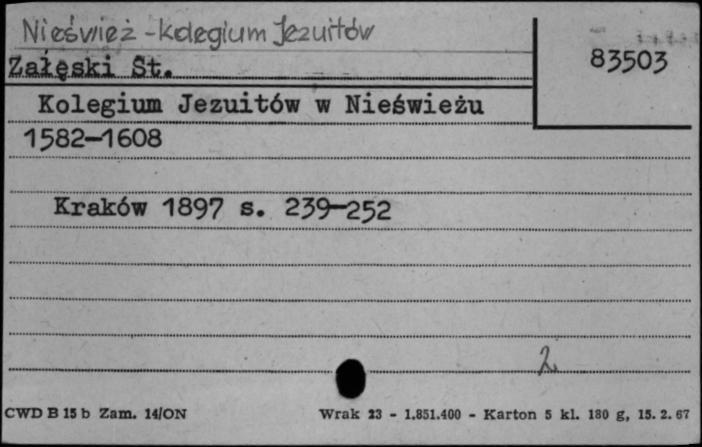 Nieśwież - kolegium Jezuitów
83503
Załęski St.
Kolegium Jezuitów w Nieświeżu
1582-1608
Kraków 1897 s. 239-252
2
CWD B 15 b Zam. 14/ON
Wrak 23 - 1.851.400 - Karton 5 kl. 180 g, 15. 2. 67